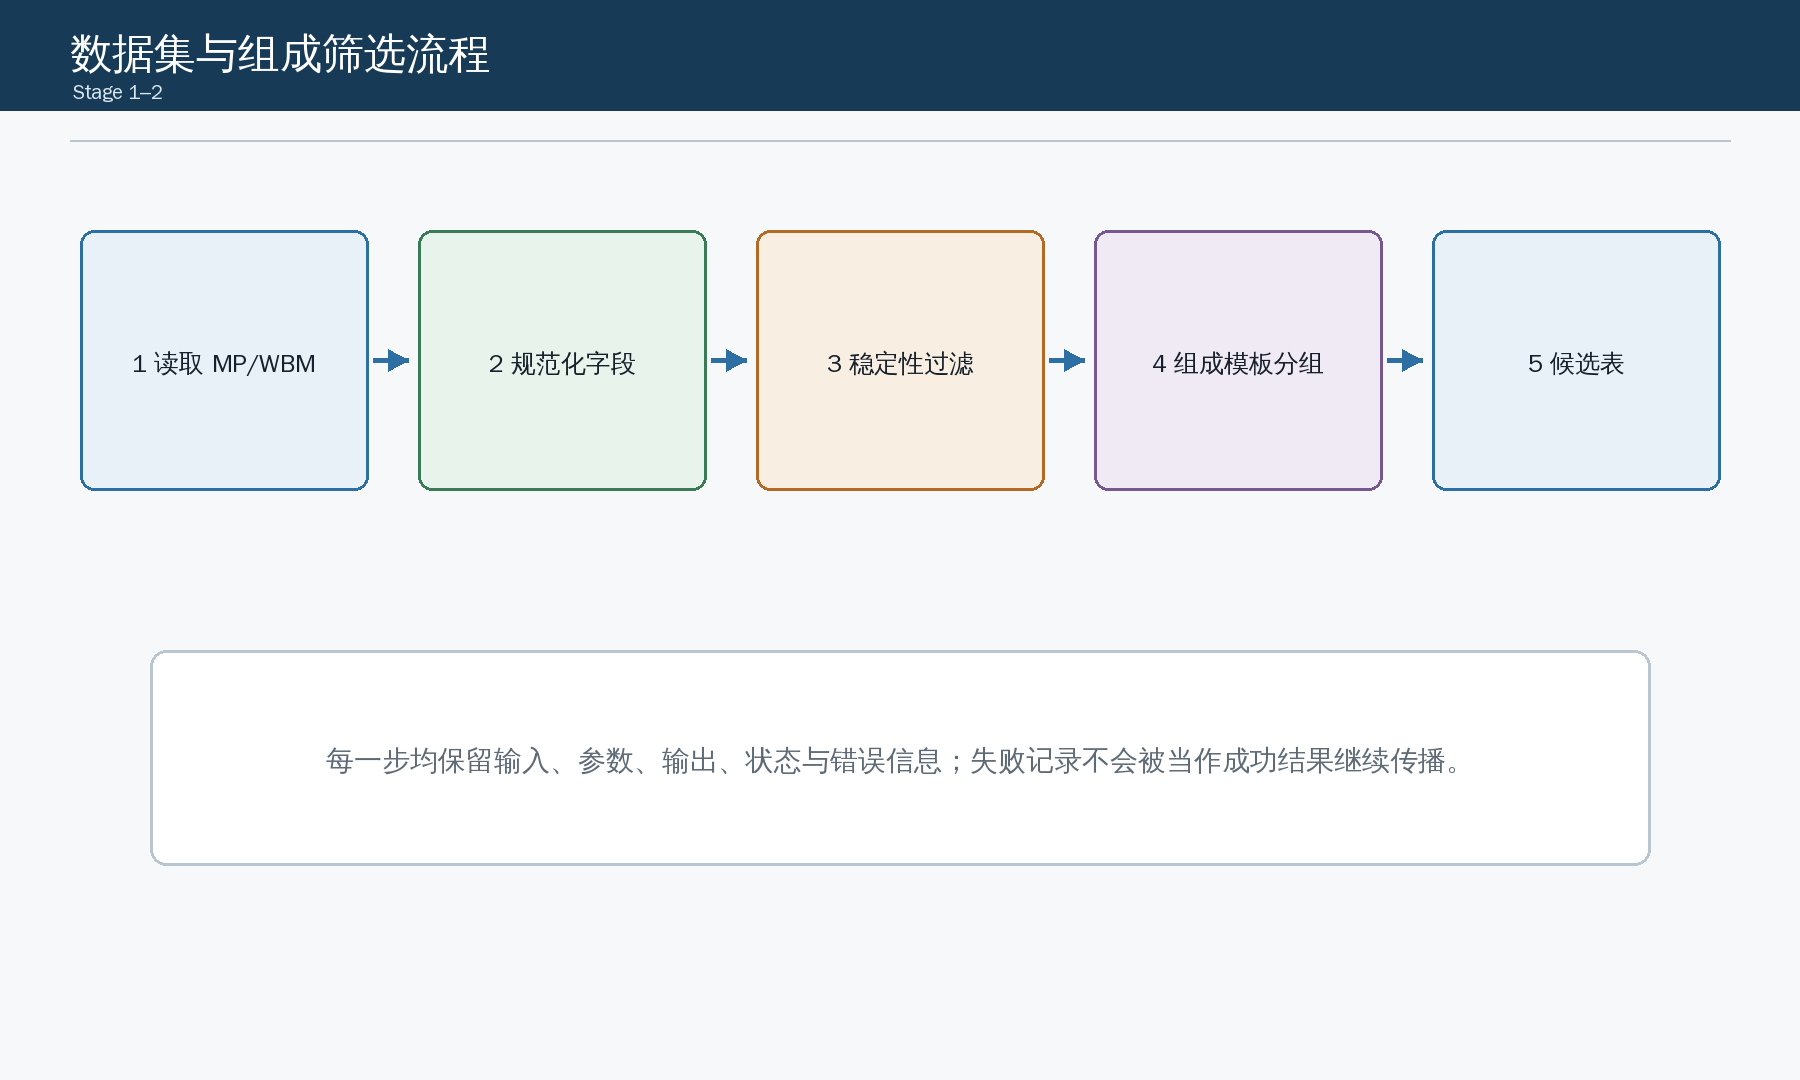 数据集与组成筛选流程
Stage 1–2
1 读取 MP/WBM
2 规范化字段
3 稳定性过滤
4 组成模板分组
5 候选表
每一步均保留输入、参数、输出、状态与错误信息；失败记录不会被当作成功结果继续传播。